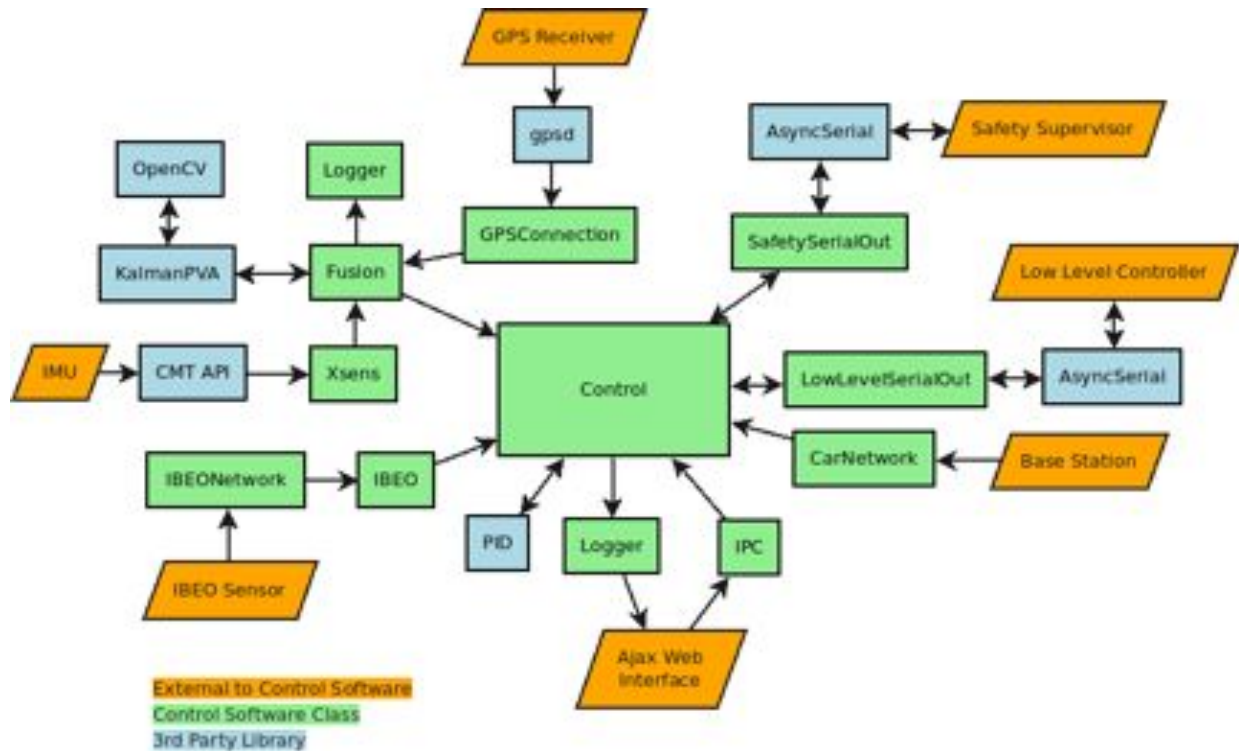 GPS Receiver
gpsd
AsyncSerial
Safety Supervisor
OpenCV
Logger
GPSConnection
SafetySerialOut
KalmanPVA
Fusion
Low Level Controller
IMU
CMT API
Xsens
Control
LowLevelSerialOut
AsyncSerial
CarNetwork
Base Station
IBEONetwork
IBEO
PID
Logger
IPC
IBEO Sensor
Ajax Web
Interface
External to Control Software
Control Software Class
3rd Party Library